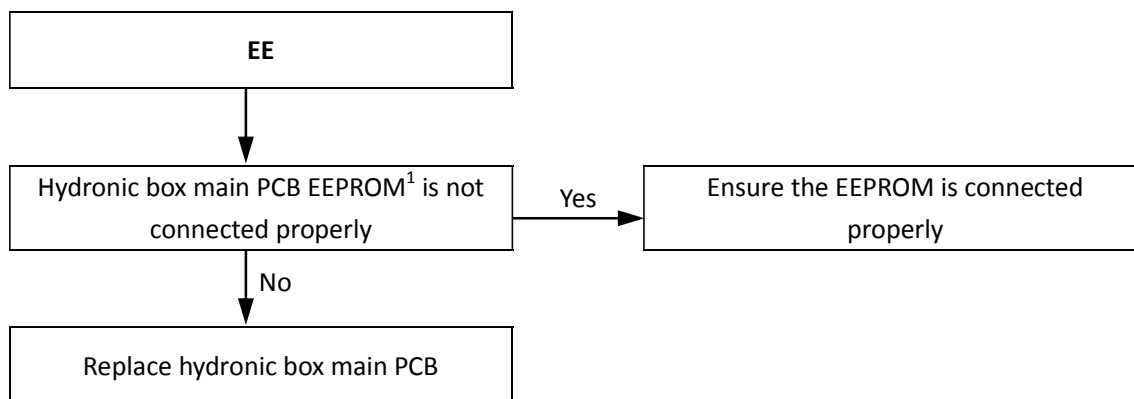 EE
Hydronic box main PCB EEPROM¹ is not
connected properly
Yes
Ensure the EEPROM is connected
properly
No
Replace hydronic box main PCB